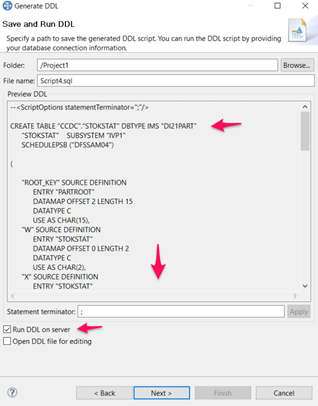 Generate DDL
Save and Run DDL
Specify a path to save the generated DDL script. You can run the DDL script by providing
your database connection information.
Folder: /Project1 Browse...
File name: Script4.sql
Preview DDL
--<ScriptOptions statementTerminator=";"/>
CREATE TABLE "CCDC"."STOKSTAT" DBTYPE IMS "DI21PART"
"STOKSTAT" SUBSYSTEM "IVP1"
SCHEDULEPSB ("DFSSAM04")
(
"ROOT_KEY" SOURCE DEFINITION
ENTRY "PARTROOT"
DATAMAP OFFSET 2 LENGTH 15
DATATYPE C
USE AS CHAR(15),
"W" SOURCE DEFINITION
ENTRY "STOKSTAT"
DATAMAP OFFSET 0 LENGTH 2
DATATYPE C
USE AS CHAR(2),
"X" SOURCE DEFINITION
ENTRY "STOKSTAT"
Statement terminator: ; Apply
Run DDL on server
Open DDL file for editing
? < Back Next > Finish Cancel